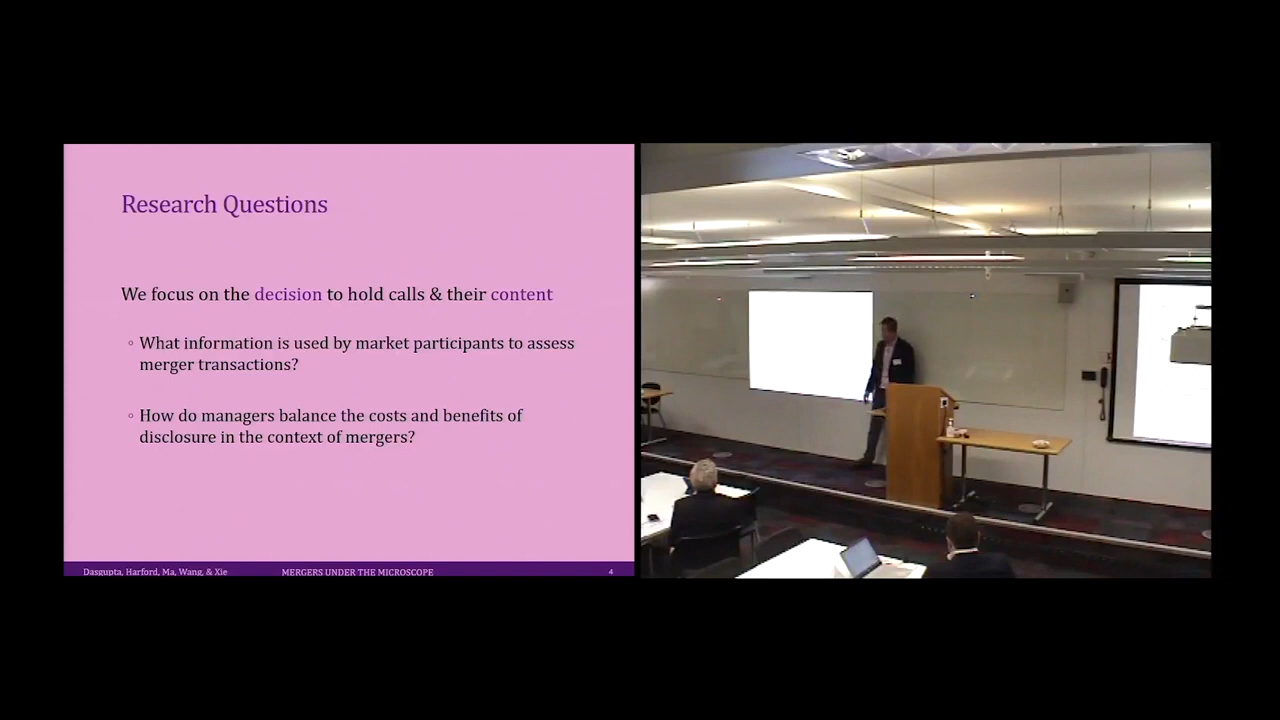 Research Questions
We focus on the decision to hold calls & their content
◦ What information is used by market participants to assess
merger transactions?
◦ How do managers balance the costs and benefits of
disclosure in the context of mergers?
Dasgupta, Harford, Ma, Wang, & Xie MERGERS UNDER THE MICROSCOPE 4